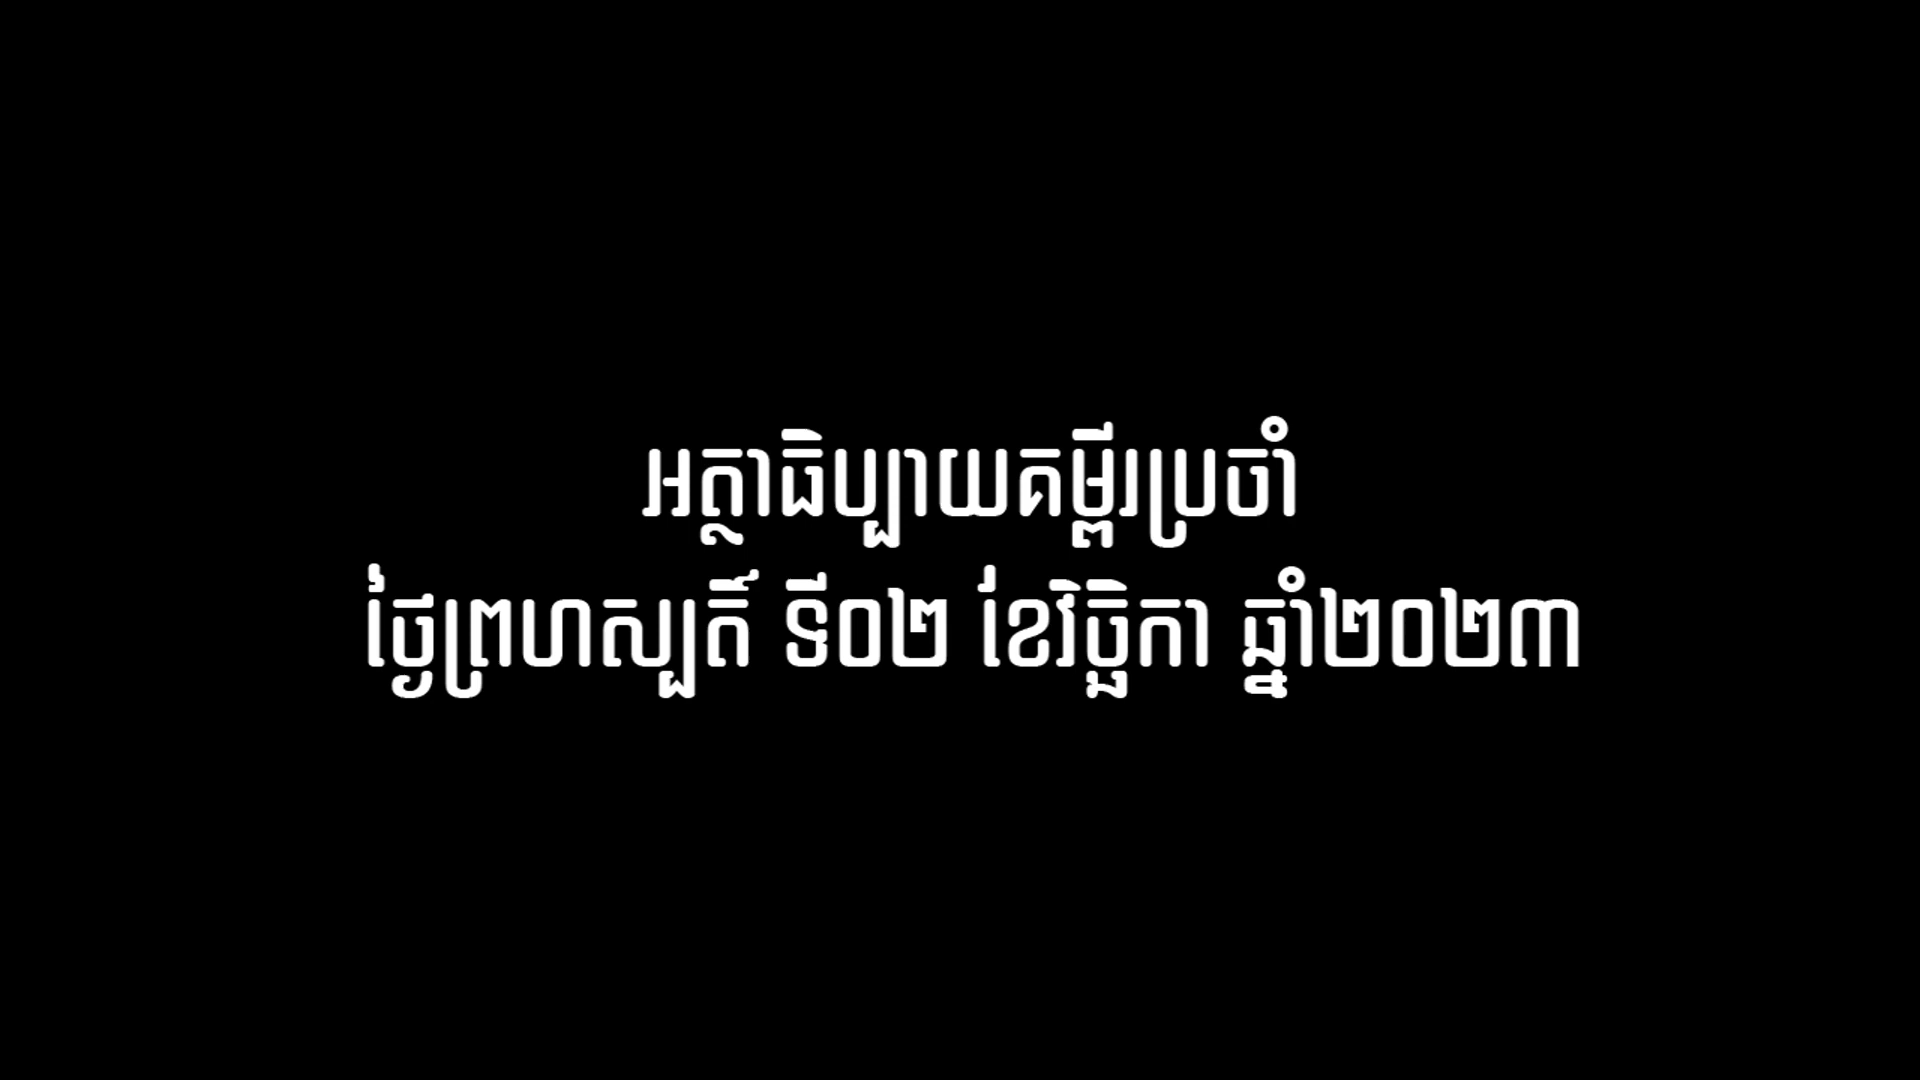 អត្ថាធិប្បាយគម្ពីរប្រចាំ
ថ្ងៃព្រហស្បតិ៍ ទី០២ ខែវិច្ឆិកា ឆ្នាំ២០២៣